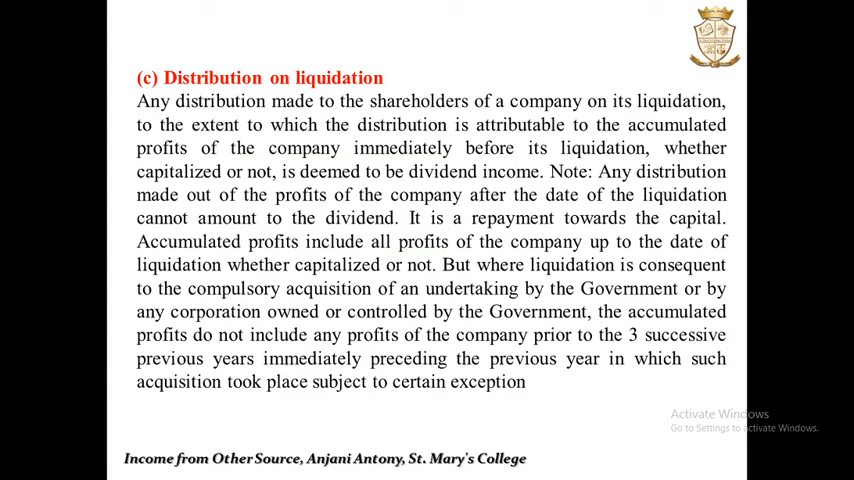 (c) Distribution on liquidation
Any distribution made to the shareholders of a company on its liquidation,
to the extent to which the distribution is attributable to the accumulated
profits of the company immediately before its liquidation, whether
capitalized or not, is deemed to be dividend income. Note: Any distribution
made out of the profits of the company after the date of the liquidation
cannot amount to the dividend. It is a repayment towards the capital.
Accumulated profits include all profits of the company up to the date of
liquidation whether capitalized or not. But where liquidation is consequent
to the compulsory acquisition of an undertaking by the Government or by
any corporation owned or controlled by the Government, the accumulated
profits do not include any profits of the company prior to the 3 successive
previous years immediately preceding the previous year in which such
acquisition took place subject to certain exception
Activate Windows
Go to Settings to activate Windows.
Income from Other Source, Anjani Antony, St. Mary's College